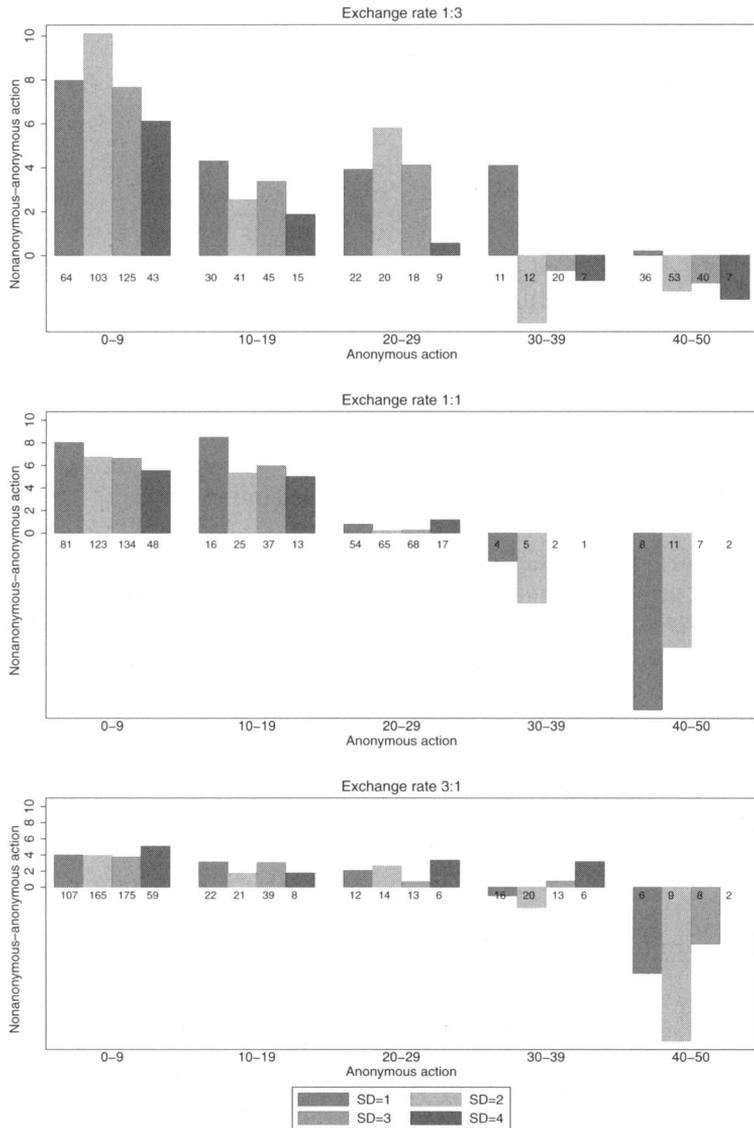 Exchange rate 1:3
Nonanonymous–anonymous action
10
8
6
4
2
0
64 103 125 43 30 41 45 15 22 20 18 9 11 12 20 7 36 53 40 7
0–9 10–19 20–29 30–39 40–50
Anonymous action
Exchange rate 1:1
Nonanonymous–anonymous action
10
8
6
4
2
0
81 123 134 48 16 25 37 13 54 65 68 17 4 5 2 1 8 11 7 2
0–9 10–19 20–29 30–39 40–50
Anonymous action
Exchange rate 3:1
Nonanonymous–anonymous action
10
8
6
4
2
0
107 165 175 59 22 21 39 8 12 14 13 6 16 20 13 6 6 9 8 2
0–9 10–19 20–29 30–39 40–50
Anonymous action
SD=1 SD=2
SD=3 SD=4